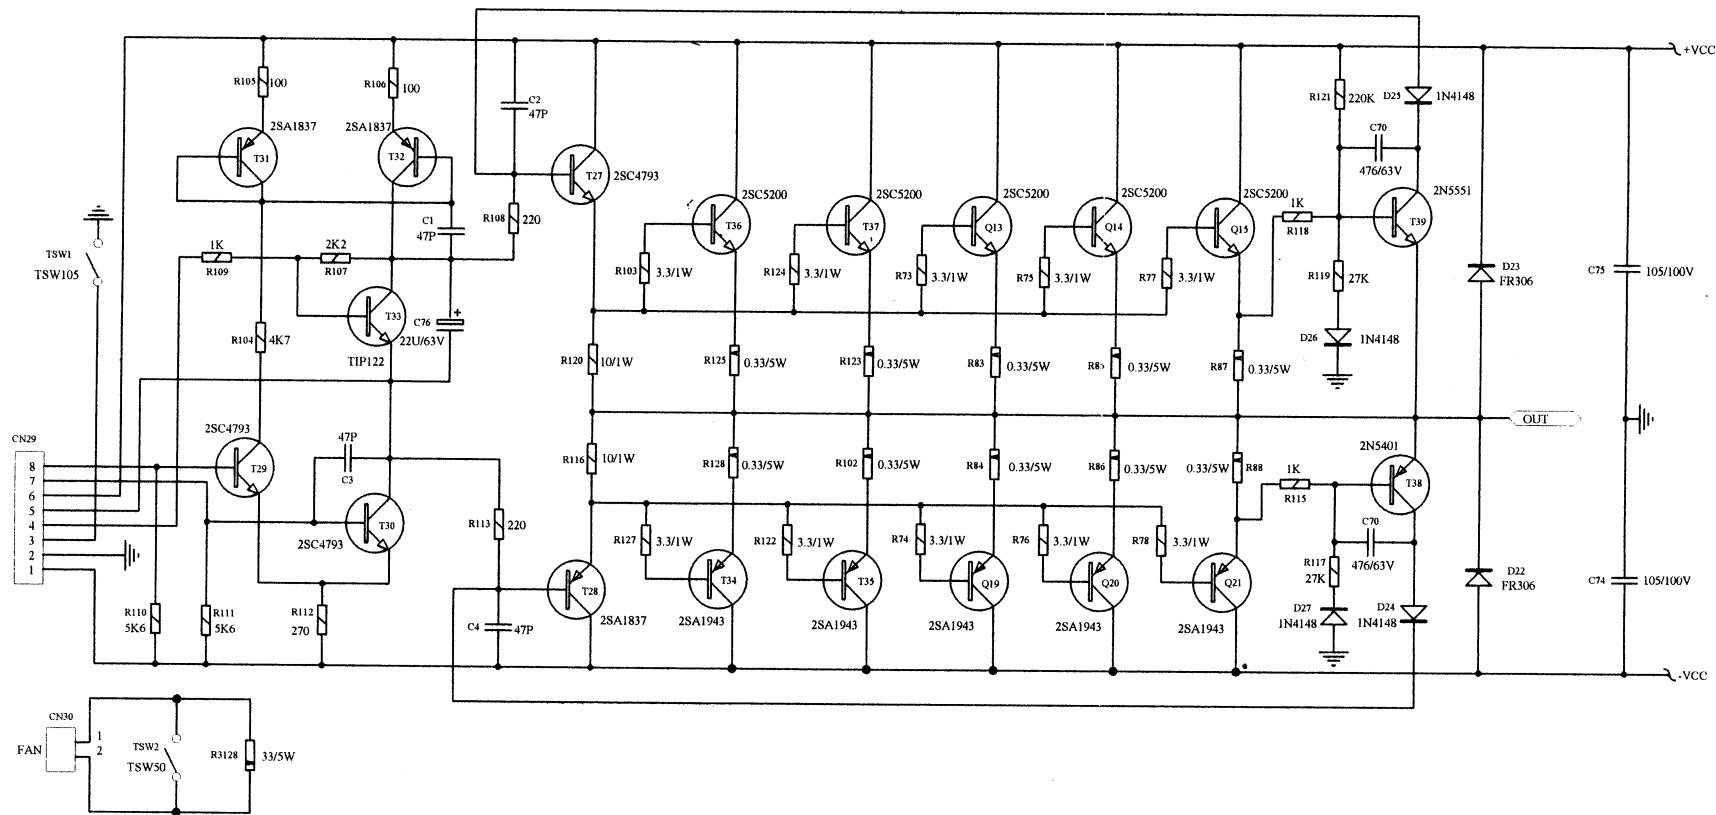 +VCC
R105
100
R106
100
C2
47P
R121
220K
D25
1N4148
2SA1837
T31
2SA1837
T32
C70
476/63V
T27
2SC4793
2SC5200
T36
2SC5200
T37
2SC5200
Q13
2SC5200
Q14
2SC5200
Q15
2N5551
T39
R108
220
C1
47P
1K
R118
TSW1
TSW105
1K
R109
2K2
R107
R103
3.3/1W
R124
3.3/1W
R73
3.3/1W
R75
3.3/1W
R77
3.3/1W
R119
27K
D23
FR306
C75
105/100V
T33
TIP122
C76
+
22U/63V
R104
4K7
D26
1N4148
R120
10/1W
R125
0.33/5W
R123
0.33/5W
R83
0.33/5W
0.33/5W
R87
0.33/5W
OUT
CN29
8
7
6
5
4
3
2
1
2SC4793
T29
47P
C3
T30
2SC4793
R116
10/1W
R128
0.33/5W
R102
0.33/5W
R84
0.33/5W
R86
0.33/5W
0.33/5W
R88
1K
R115
2N5401
T38
R113
220
R127
3.3/1W
R122
3.3/1W
R74
3.3/1W
R76
3.3/1W
R78
3.3/1W
C70
476/63V
R117
27K
D22
FR306
C74
105/100V
T28
2SA1837
T34
2SA1943
T35
2SA1943
Q19
2SA1943
Q20
2SA1943
Q21
2SA1943
D27
1N4148
D24
1N4148
R110
5K6
R111
5K6
R112
270
C4
47P
-VCC
CN30
FAN
1
2
TSW2
TSW50
R3128
33/5W